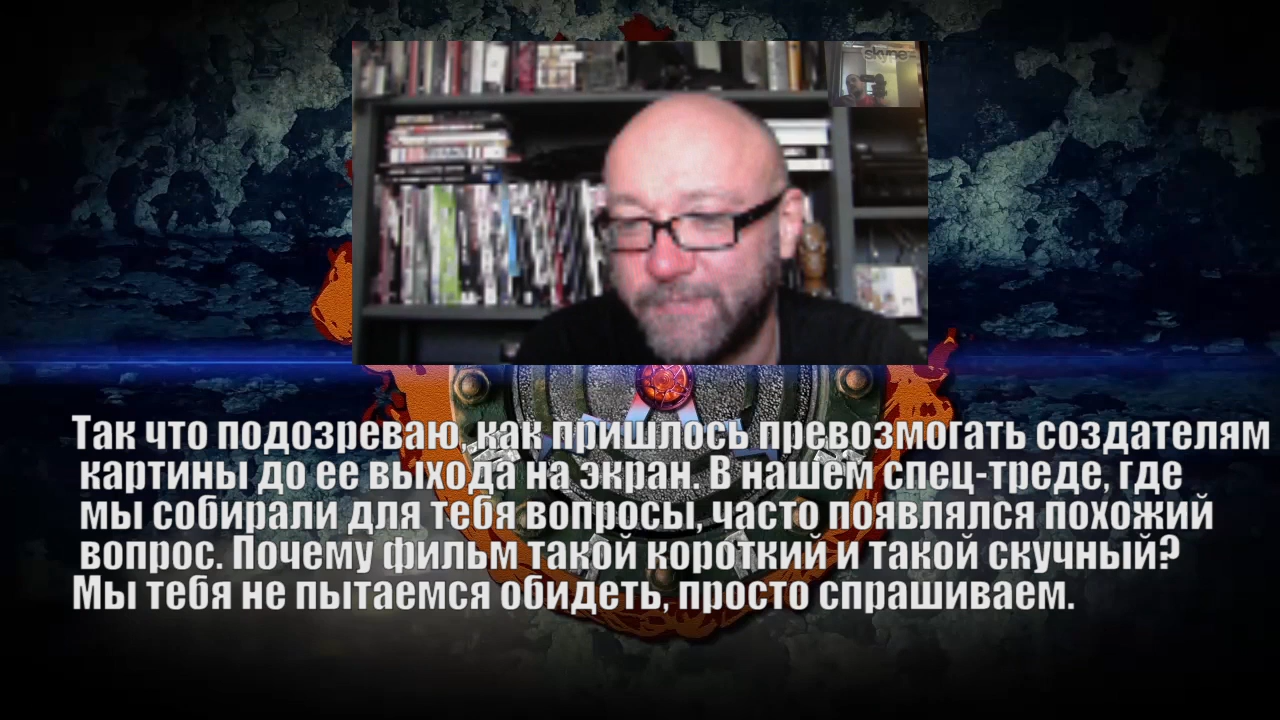 skype
Так что подозреваю, как пришлось превозмогать создателям
картины до ее выхода на экран. В нашем спец-треде, где
мы собирали для тебя вопросы, часто появлялся похожий
вопрос. Почему фильм такой короткий и такой скучный?
Мы тебя не пытаемся обидеть, просто спрашиваем.